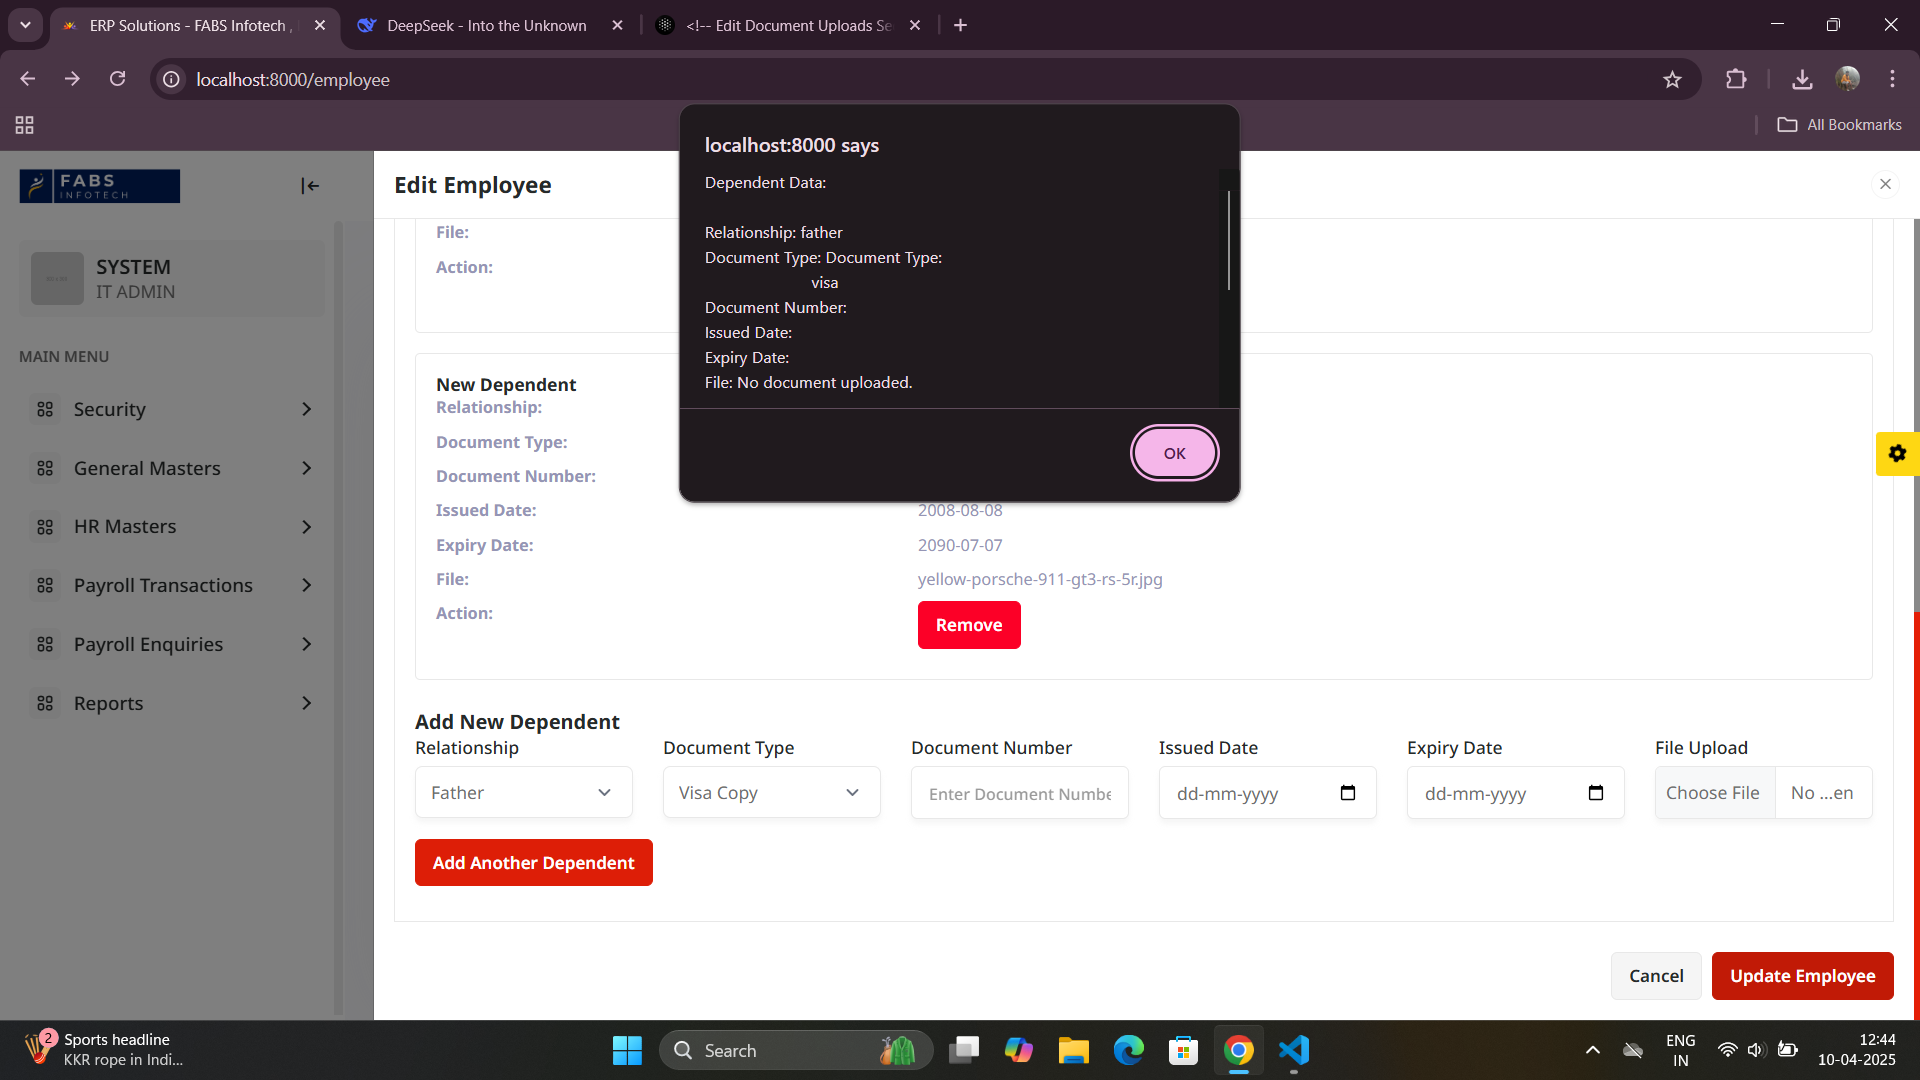 ERP Solutions - FABS Infotech ,
DeepSeek - Into the Unknown
<!-- Edit Document Uploads Se
localhost:8000/employee
All Bookmarks
FABS
INFOTECH
SYSTEM
IT ADMIN
MAIN MENU
Security
General Masters
HR Masters
Payroll Transactions
Payroll Enquiries
Reports
Edit Employee
localhost:8000 says
Dependent Data:
Relationship: father
Document Type: Document Type:
visa
Document Number:
Issued Date:
Expiry Date:
File: No document uploaded.
OK
File:
Action:
New Dependent
Relationship:
Document Type:
Document Number:
Issued Date: 2008-08-08
Expiry Date: 2090-07-07
File: yellow-porsche-911-gt3-rs-5r.jpg
Action: Remove
Add New Dependent
Relationship Document Type Document Number Issued Date Expiry Date File Upload
Father Visa Copy Enter Document Numbe dd-mm-yyyy dd-mm-yyyy Choose File No ...en
Add Another Dependent
Cancel Update Employee
2
Sports headline
KKR rope in Indi...
Search
ENG
IN
12:44
10-04-2025